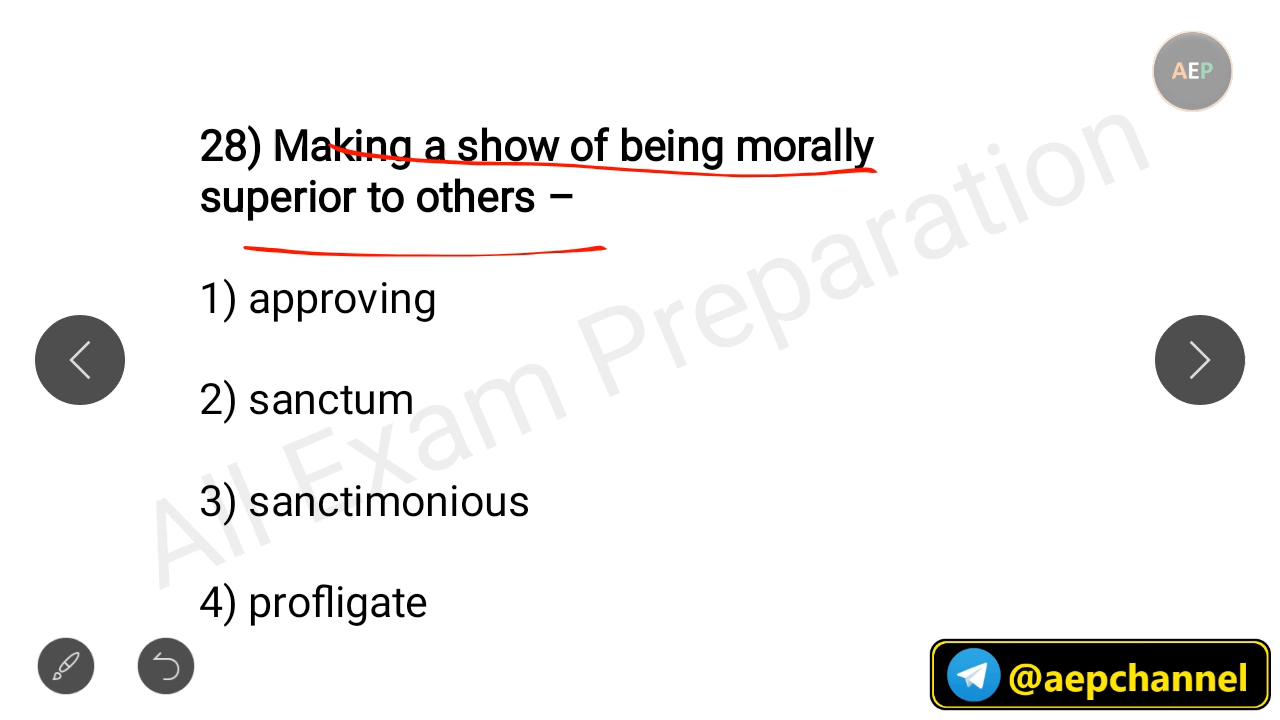 AEP
28) Making a show of being morally
superior to others –
1) approving
2) sanctum
3) sanctimonious
4) profligate
All Exam Preparation
@aepchannel